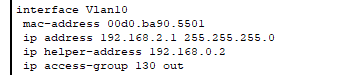 interface Vlan10
 mac-address 00d0.ba90.5501
 ip address 192.168.2.1 255.255.255.0
 ip helper-address 192.168.0.2
 ip access-group 130 out